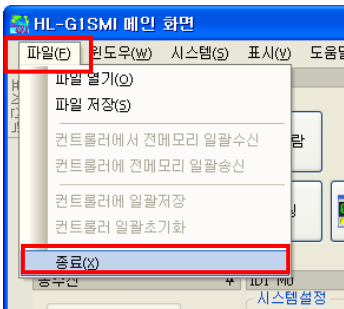 HL-G1SMI 메인 화면
파일(F) 윈도우(W) 시스템(S) 표시(V) 도움말
파일 열기(O)
파일 저장(S)
컨트롤러에서 전메모리 일괄수신
컨트롤러에 전메모리 일괄송신
람
컨트롤러에 일괄저장
컨트롤러 일괄초기화
종료(X)
ID1 MU
시스템설정